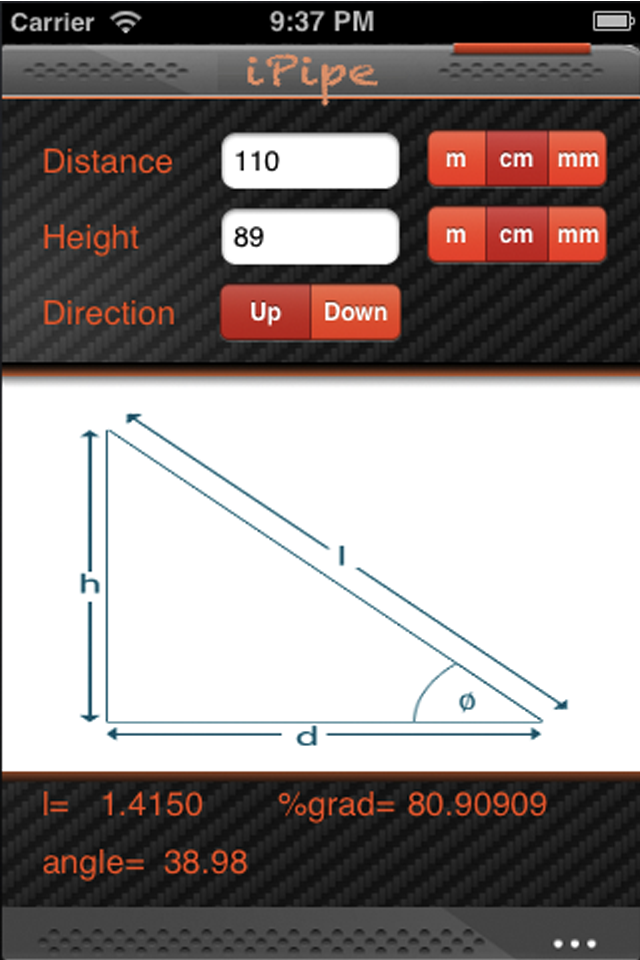 Carrier 9:37 PM
iPipe
Distance 110 m cm mm
Height 89 m cm mm
Direction Up Down
l
h
ø
d
l= 1.4150 %grad= 80.90909
angle= 38.98